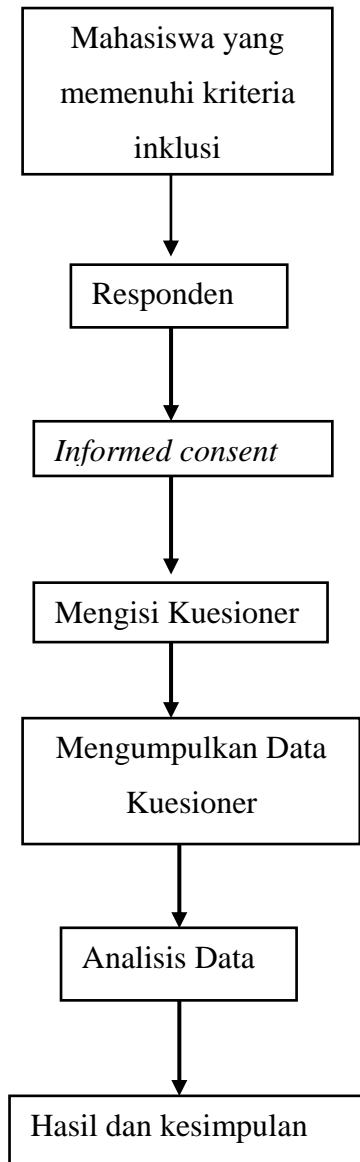 Mahasiswa yang
memenuhi kriteria
inklusi
Responden
Informed consent
Mengisi Kuesioner
Mengumpulkan Data
Kuesioner
Analisis Data
Hasil dan kesimpulan